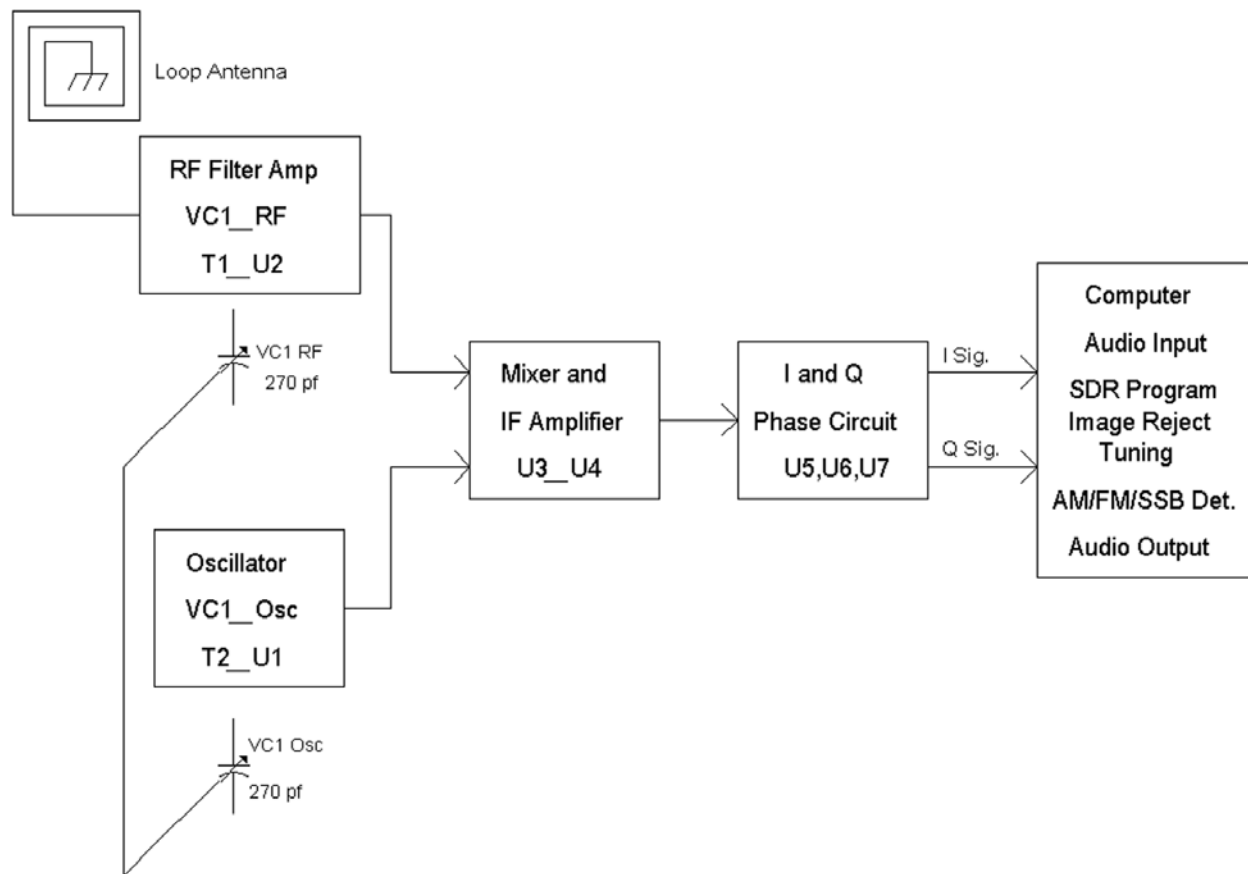 Loop Antenna
RF Filter Amp
VC1__RF
T1__U2
VC1 RF
270 pf
Oscillator
VC1__Osc
T2__U1
VC1 Osc
270 pf
Mixer and
IF Amplifier
U3__U4
I and Q
Phase Circuit
U5,U6,U7
I Sig.
Q Sig.
Computer
Audio Input
SDR Program
Image Reject
Tuning
AM/FM/SSB Det.
Audio Output